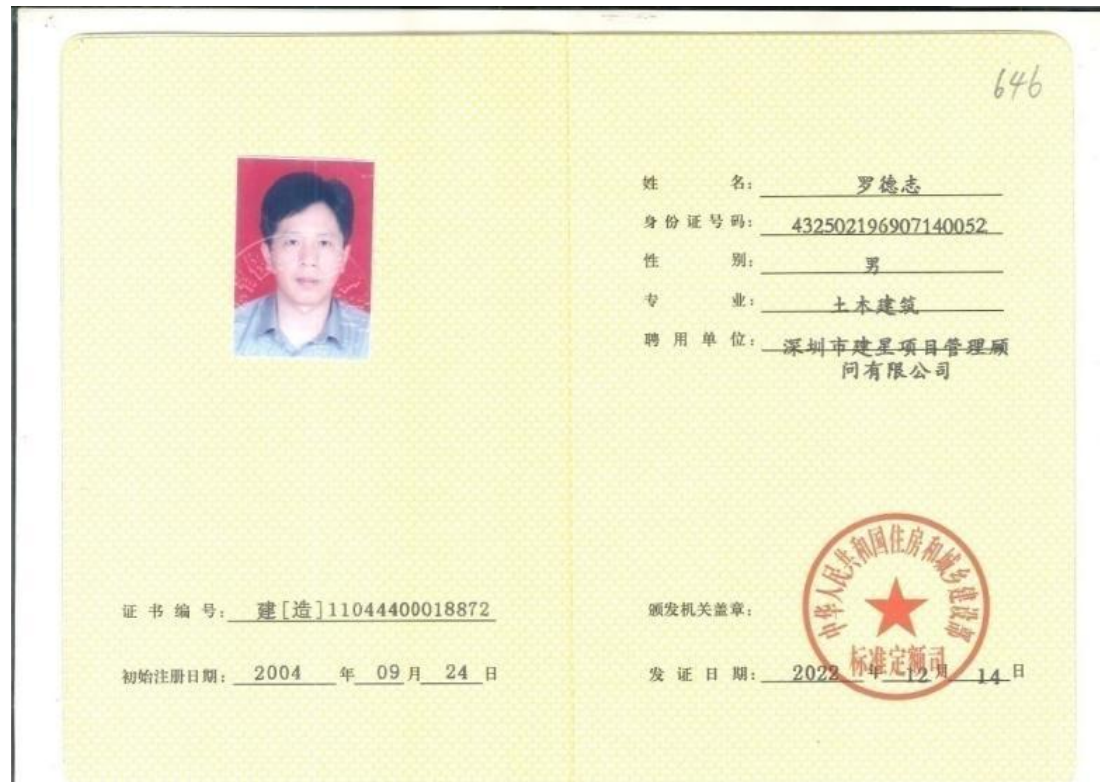 646
姓 名: 罗德志
身份证号码: 432502196907140052
性 别: 男
专 业: 土木建筑
聘用单位: 深圳市建星项目管理顾
问有限公司
证书编号: 建[造]11044400018872
初始注册日期: 2004 年 09 月 24 日
颁发机关盖章:
中华人民共和国住房和城乡建设部
标准定额司
发证日期: 2022 年 12 月 14 日